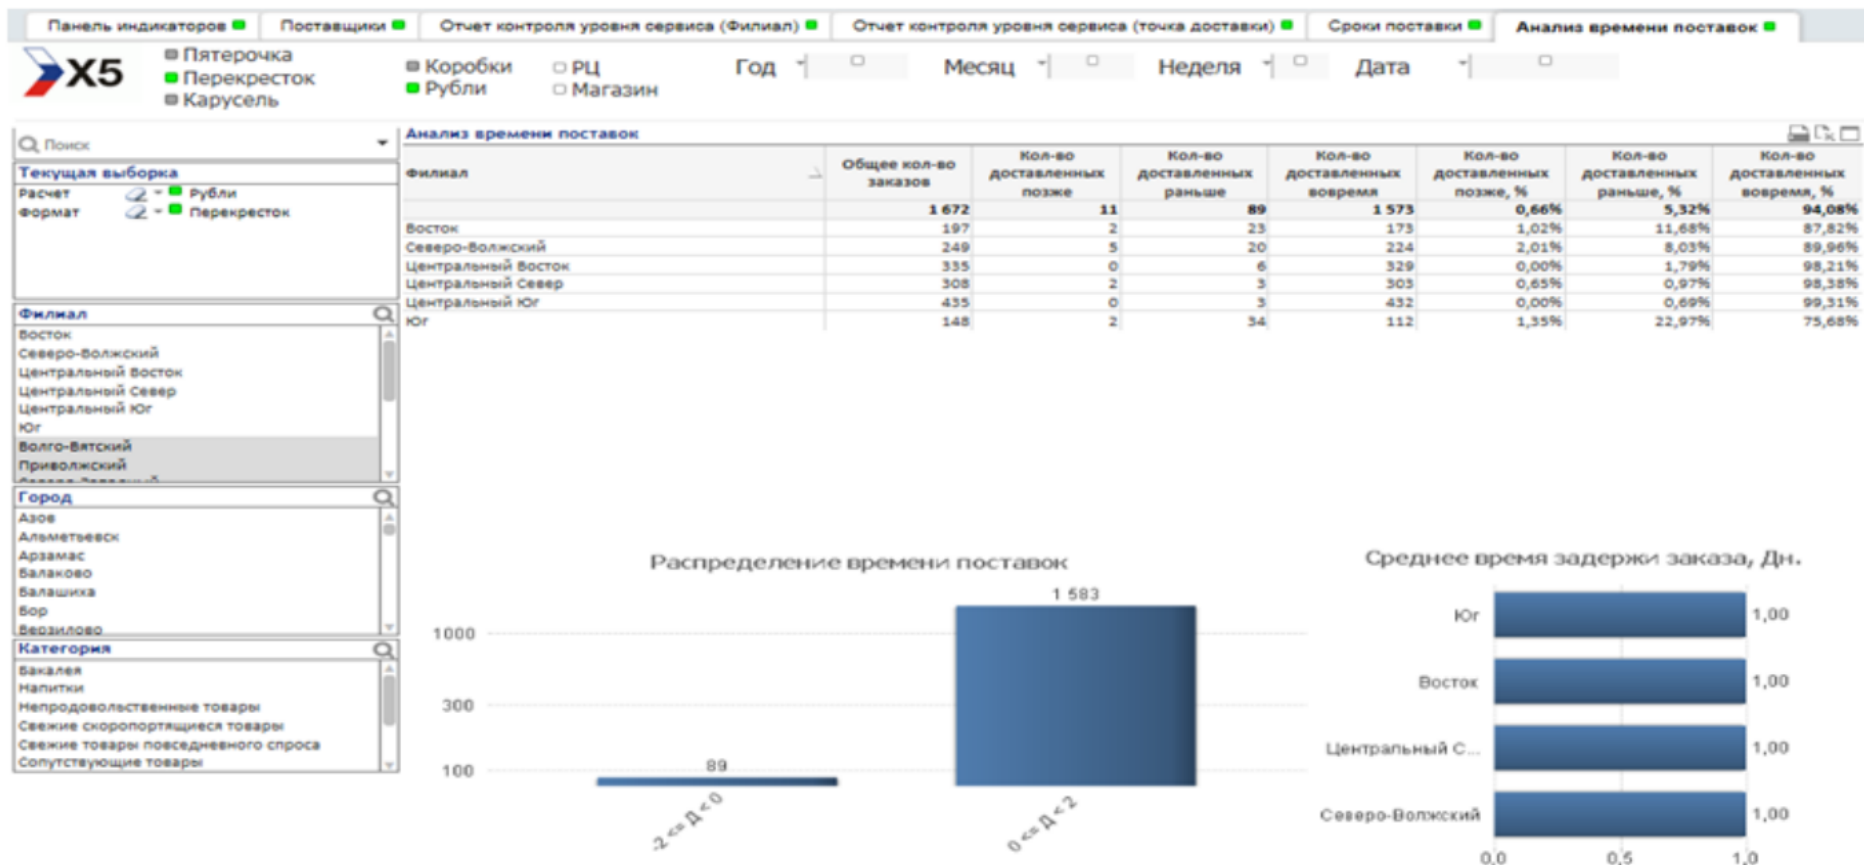 Панель индикаторов Поставщики Отчет контроля уровня сервиса (Филиал) Отчет контроля уровня сервиса (точка доставки) Сроки поставки Анализ времени поставок
X5
Пятерочка
Перекресток
Карусель
Коробки
Рубли
РЦ
Магазин
Год Месяц Неделя Дата
Поиск
Текущая выборка
Расчет Рубли
Формат Перекресток
Филиал
Восток
Северо-Волжский
Центральный Восток
Центральный Север
Центральный Юг
Юг
Волго-Вятский
Приволжский
Город
Азов
Альметьевск
Арзамас
Балаково
Балашиха
Бор
Верзилово
Категория
Бакалея
Напитки
Непродовольственные товары
Свежие скоропортящиеся товары
Свежие товары повседневного спроса
Сопутствующие товары
Анализ времени поставок
Филиал Общее кол-во заказов Кол-во доставленных позже Кол-во доставленных раньше Кол-во доставленных вовремя Кол-во доставленных позже, % Кол-во доставленных раньше, % Кол-во доставленных вовремя, %
1 672 11 89 1 573 0,66% 5,32% 94,08%
Восток 197 2 23 173 1,02% 11,68% 87,82%
Северо-Волжский 249 5 20 224 2,01% 8,03% 89,96%
Центральный Восток 335 0 6 329 0,00% 1,79% 98,21%
Центральный Север 308 2 3 303 0,65% 0,97% 98,38%
Центральный Юг 435 0 3 432 0,00% 0,69% 99,31%
Юг 148 2 34 112 1,35% 22,97% 75,68%
Распределение времени поставок
1 583
1000
300
100
89
-2 <= Д < 0
0 <= Д < 2
Среднее время задержи заказа, Дн.
Юг 1,00
Восток 1,00
Центральный С... 1,00
Северо-Волжский 1,00
0,0 0,5 1,0